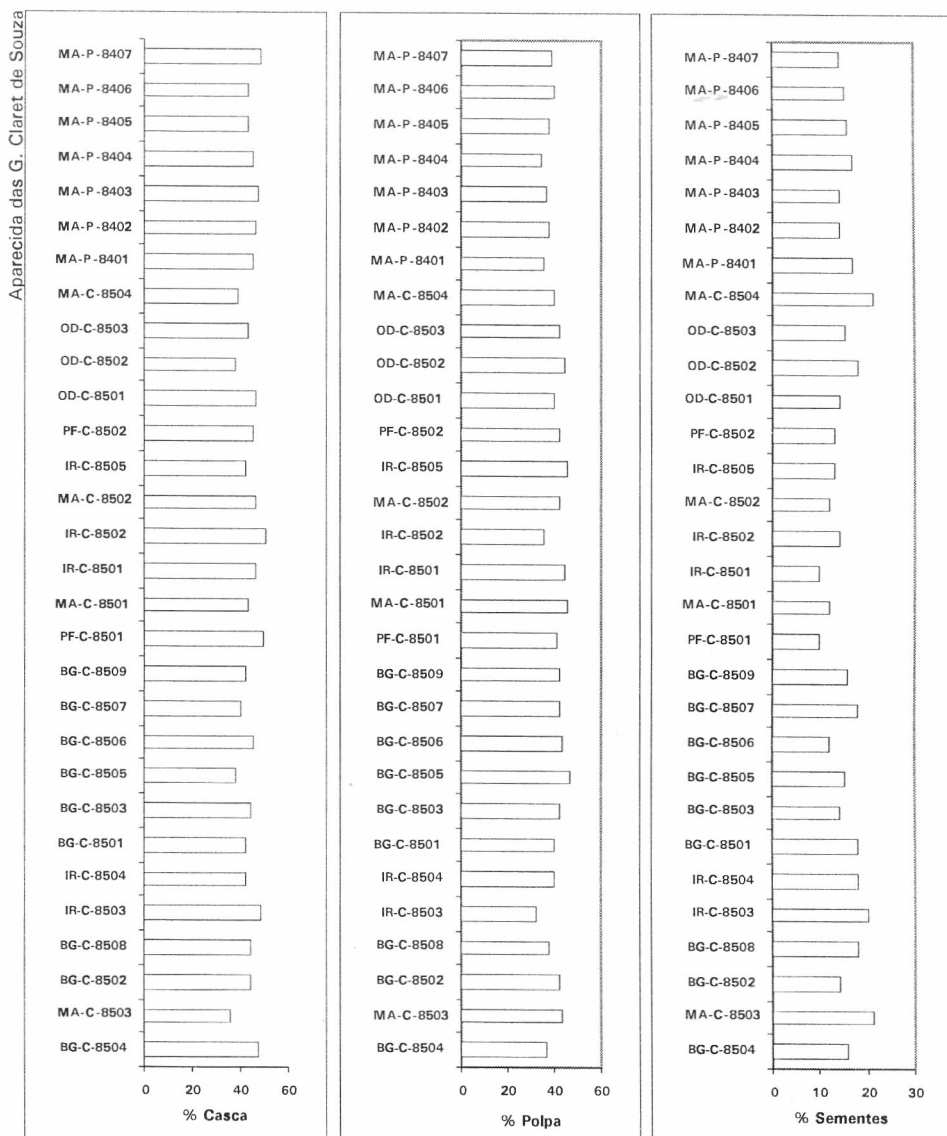 Aparecida das G. Claret de Souza
MA-P-8407
MA-P-8406
MA-P-8405
MA-P-8404
MA-P-8403
MA-P-8402
MA-P-8401
MA-C-8504
OD-C-8503
OD-C-8502
OD-C-8501
PF-C-8502
IR-C-8505
MA-C-8502
IR-C-8502
IR-C-8501
MA-C-8501
PF-C-8501
BG-C-8509
BG-C-8507
BG-C-8506
BG-C-8505
BG-C-8503
BG-C-8501
IR-C-8504
IR-C-8503
BG-C-8508
BG-C-8502
MA-C-8503
BG-C-8504
0 20 40 60
% Casca
MA-P-8407
MA-P-8406
MA-P-8405
MA-P-8404
MA-P-8403
MA-P-8402
MA-P-8401
MA-C-8504
OD-C-8503
OD-C-8502
OD-C-8501
PF-C-8502
IR-C-8505
MA-C-8502
IR-C-8502
IR-C-8501
MA-C-8501
PF-C-8501
BG-C-8509
BG-C-8507
BG-C-8506
BG-C-8505
BG-C-8503
BG-C-8501
IR-C-8504
IR-C-8503
BG-C-8508
BG-C-8502
MA-C-8503
BG-C-8504
0 20 40 60
% Polpa
MA-P-8407
MA-P-8406
MA-P-8405
MA-P-8404
MA-P-8403
MA-P-8402
MA-P-8401
MA-C-8504
OD-C-8503
OD-C-8502
OD-C-8501
PF-C-8502
IR-C-8505
MA-C-8502
IR-C-8502
IR-C-8501
MA-C-8501
PF-C-8501
BG-C-8509
BG-C-8507
BG-C-8506
BG-C-8505
BG-C-8503
BG-C-8501
IR-C-8504
IR-C-8503
BG-C-8508
BG-C-8502
MA-C-8503
BG-C-8504
0 10 20 30
% Sementes